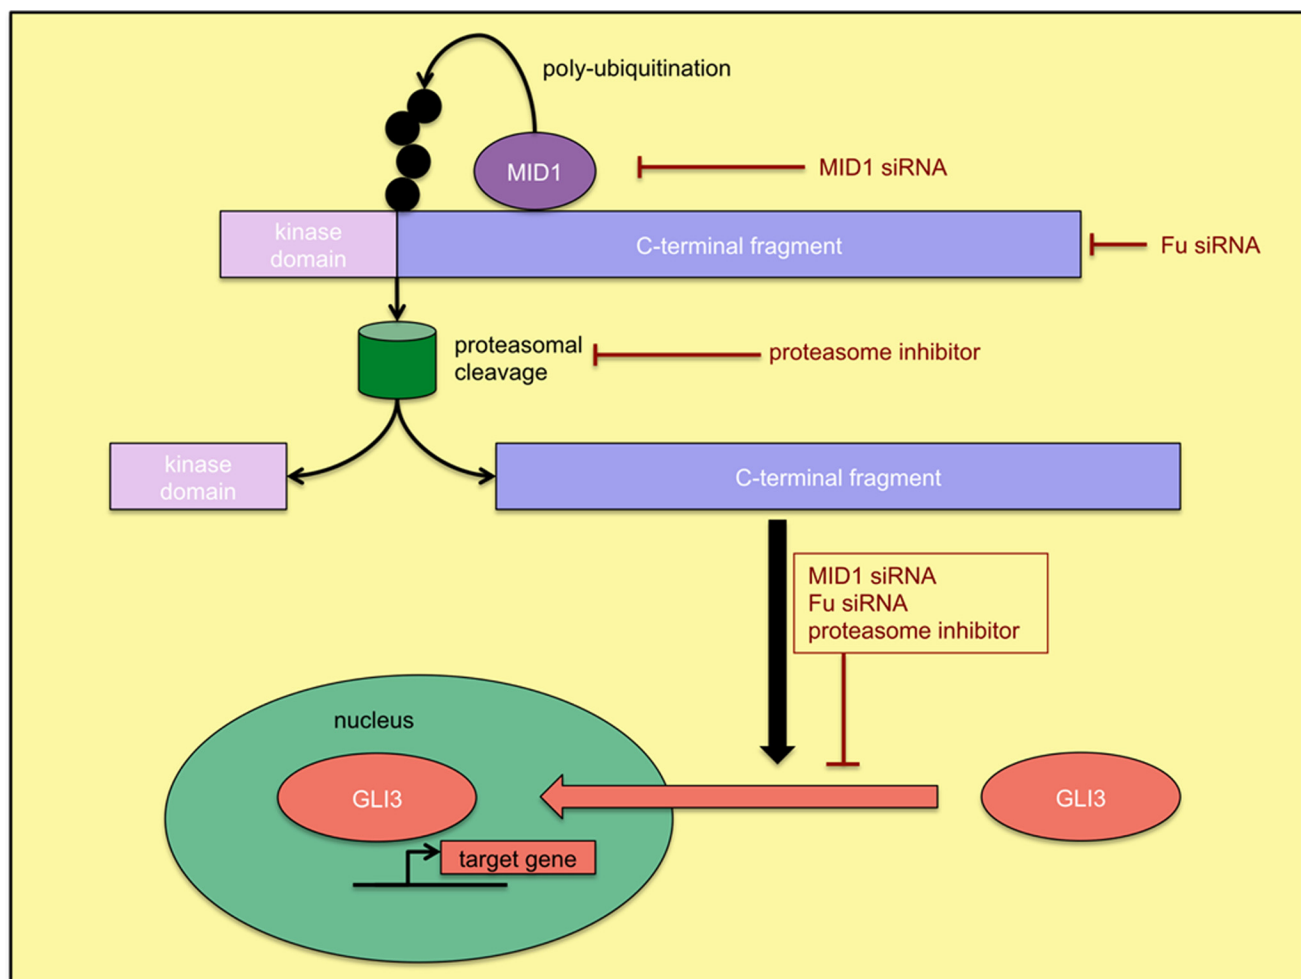 poly-ubiquitination
MID1
MID1 siRNA
kinase
domain
C-terminal fragment
Fu siRNA
proteasomal
cleavage
proteasome inhibitor
kinase
domain
C-terminal fragment
MID1 siRNA
Fu siRNA
proteasome inhibitor
nucleus
GLI3
GLI3
target gene